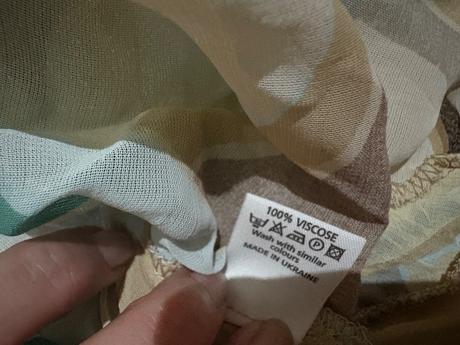 100% VISCOSE
P
Wash with similar
colours
MADE IN UKRAINE